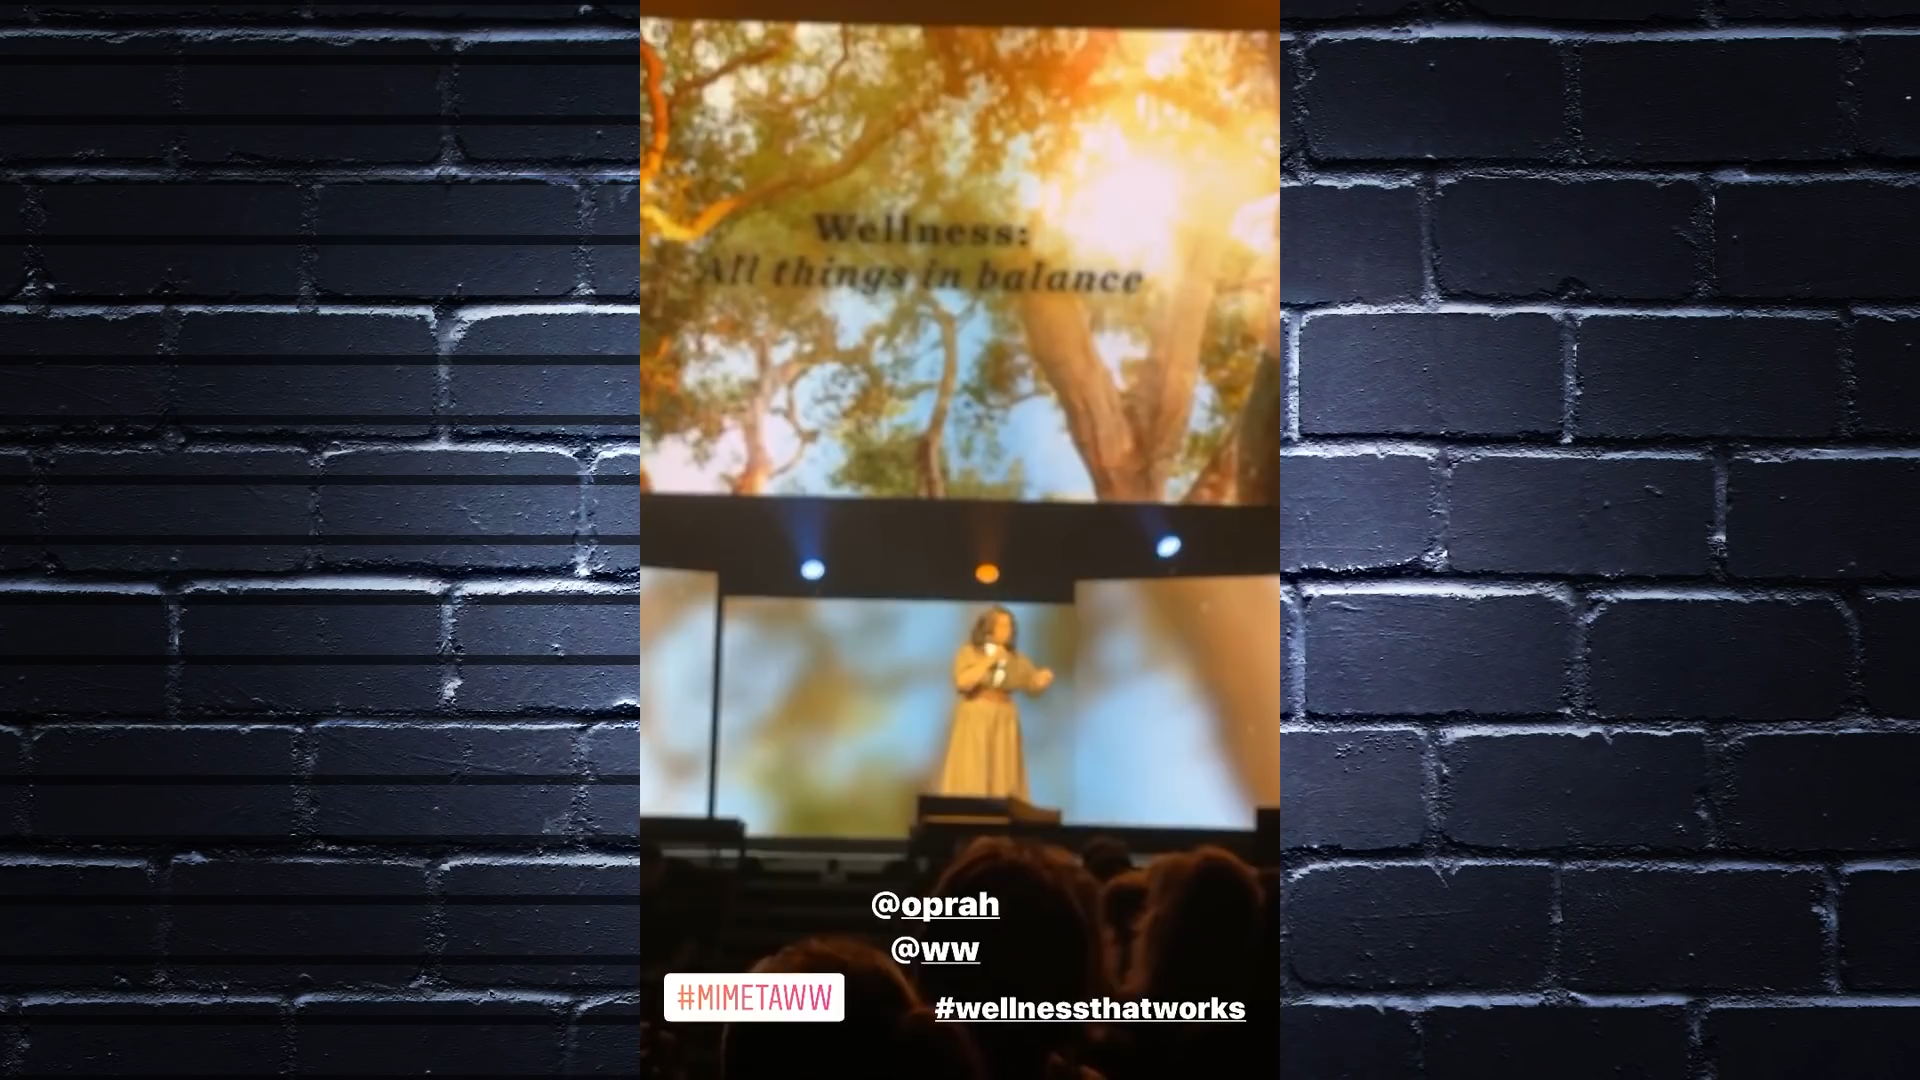 Wellness:
All things in balance
@oprah
@ww
#MIMETAWW
#wellnessthatworks